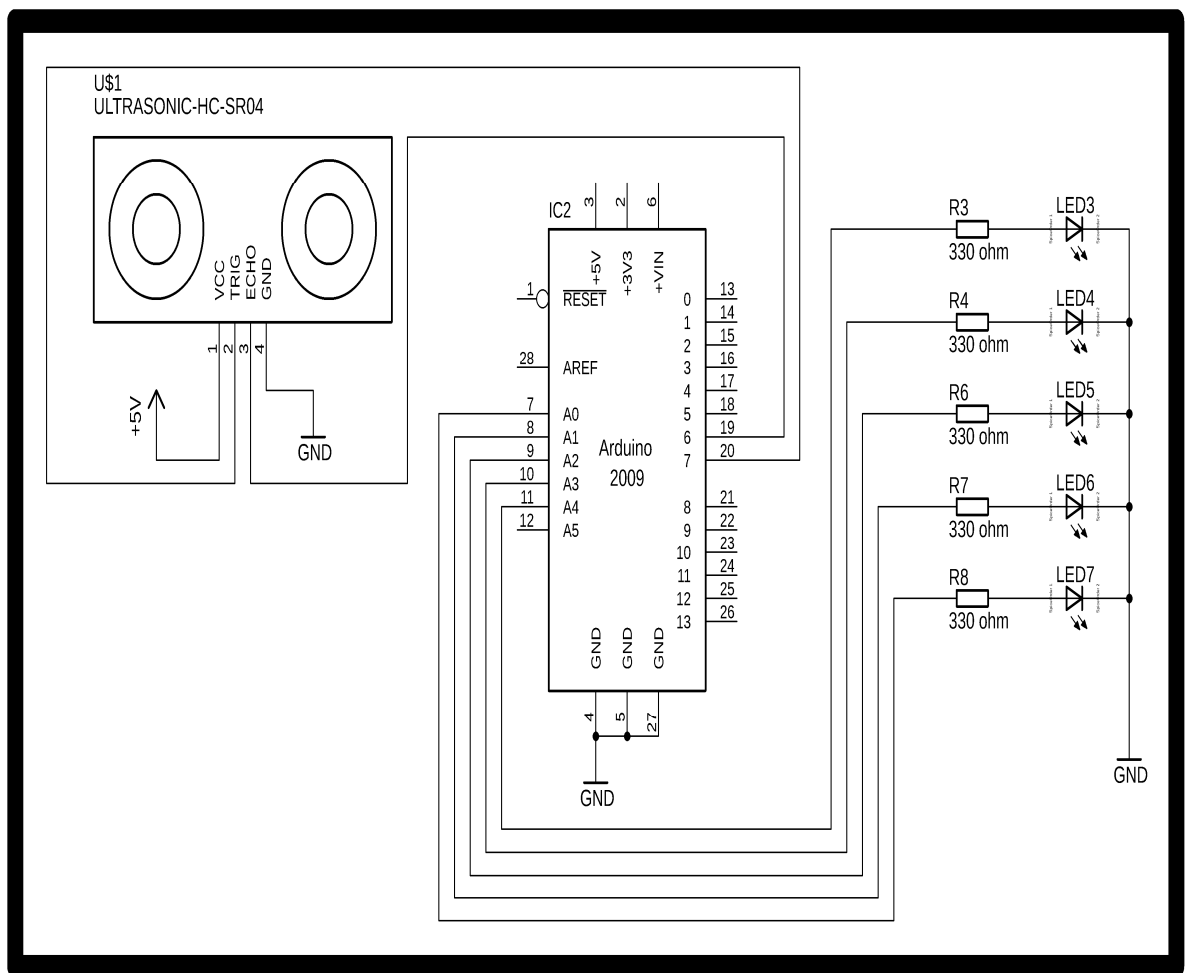 U$1
ULTRASONIC-HC-SR04
VCC
TRIG
ECHO
GND
1
2
3
4
+5V
GND
IC2
3
2
6
+5V
+3V3
+VIN
1
RESET
28
AREF
7
A0
8
A1
9
A2
10
A3
11
A4
12
A5
Arduino
2009
0
13
1
14
2
15
3
16
4
17
5
18
6
19
7
20
8
21
9
22
10
23
11
24
12
25
13
26
GND
GND
GND
4
5
27
GND
R3
330 ohm
LED3
R4
330 ohm
LED4
R6
330 ohm
LED5
R7
330 ohm
LED6
R8
330 ohm
LED7
GND